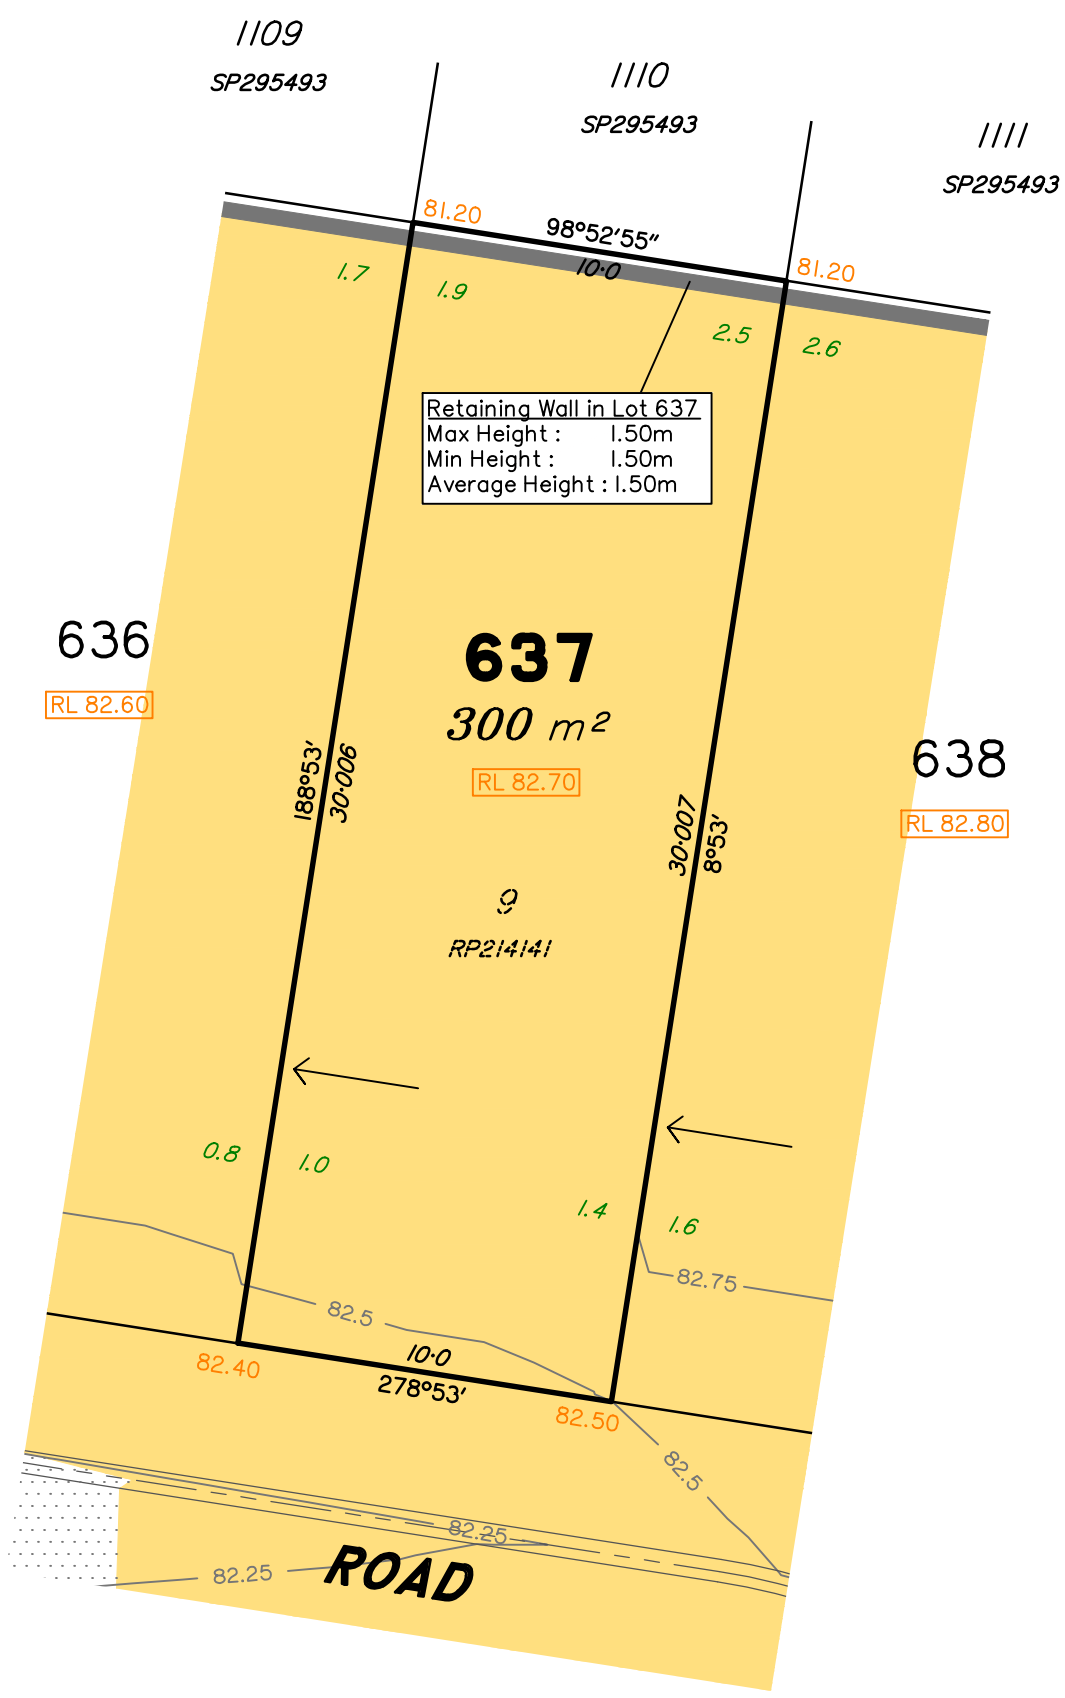 1109
SP295493
1110
SP295493
1111
SP295493
81.20
98°52'55"
10·0
81.20
1.7
1.9
2.5
2.6
Retaining Wall in Lot 637
Max Height : 1.50m
Min Height : 1.50m
Average Height : 1.50m
636
RL 82.60
637
300 m²
RL 82.70
638
RL 82.80
188°53'
30·006
30·007
8°53'
9
RP214141
0.8
1.0
1.4
1.6
82.75
82.5
10·0
278°53'
82.40
82.50
82.5
82.25
82.25
ROAD